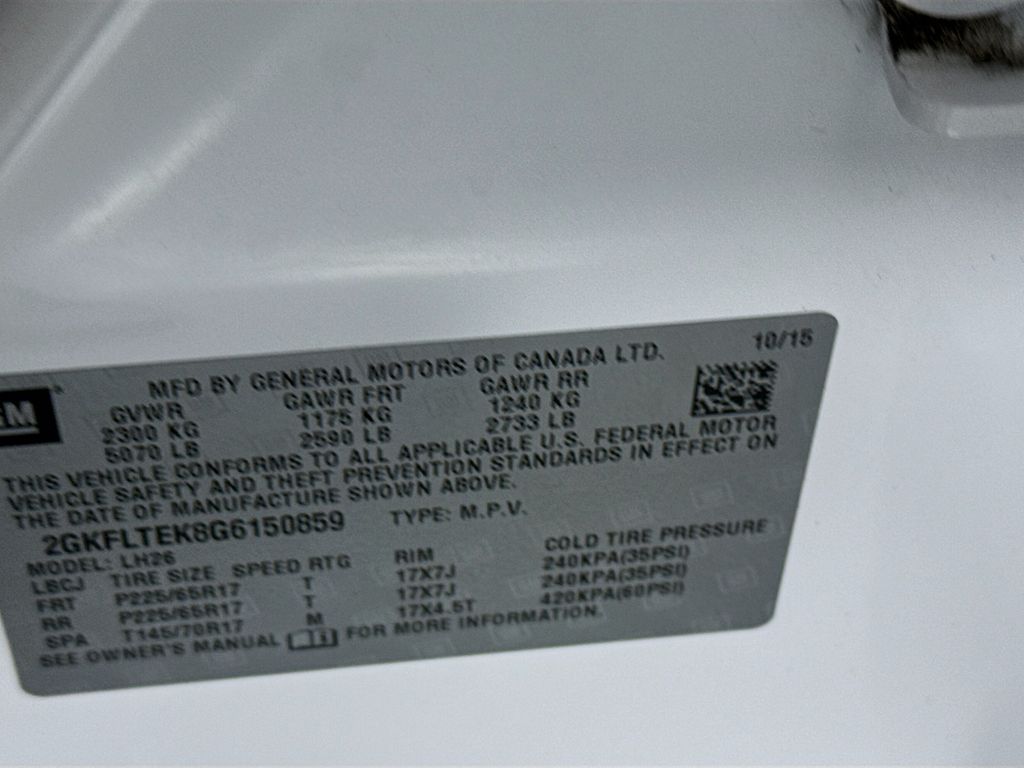 10/15
GM
MFD BY GENERAL MOTORS OF CANADA LTD.
GVWR GAWR FRT GAWR RR
2300 KG 1175 KG 1240 KG
5070 LB 2590 LB 2733 LB
THIS VEHICLE CONFORMS TO ALL APPLICABLE U.S. FEDERAL MOTOR
VEHICLE SAFETY AND THEFT PREVENTION STANDARDS IN EFFECT ON
THE DATE OF MANUFACTURE SHOWN ABOVE.
2GKFLTEK8G6150859 TYPE: M.P.V.
MODEL: LH26
LBCJ TIRE SIZE SPEED RTG RIM COLD TIRE PRESSURE
FRT P225/65R17 T 17X7J 240KPA(35PSI)
RR P225/65R17 T 17X7J 240KPA(35PSI)
SPA T145/70R17 M 17X4.5T 420KPA(60PSI)
SEE OWNER'S MANUAL FOR MORE INFORMATION.